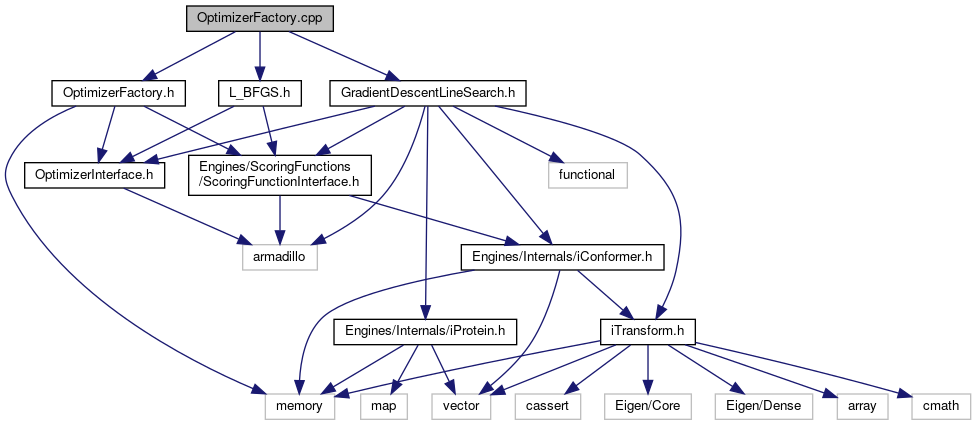 OptimizerFactory.cpp
OptimizerFactory.h
L_BFGS.h
GradientDescentLineSearch.h
OptimizerInterface.h
Engines/ScoringFunctions
/ScoringFunctionInterface.h
functional
armadillo
Engines/Internals/iConformer.h
Engines/Internals/iProtein.h
iTransform.h
memory
map
vector
cassert
Eigen/Core
Eigen/Dense
array
cmath